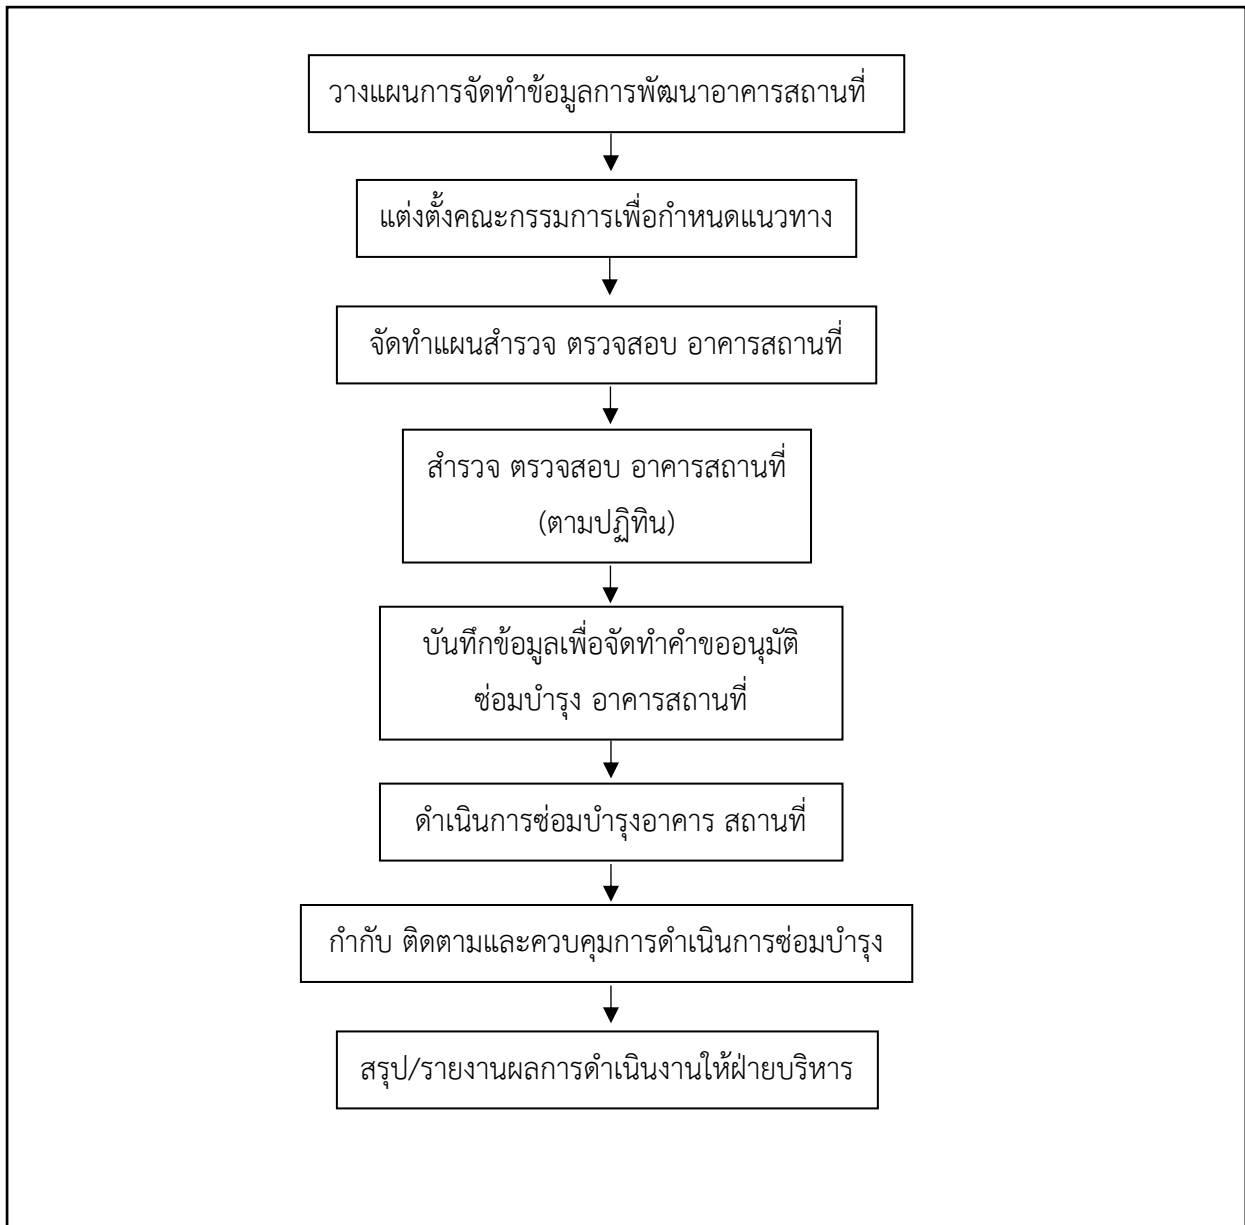 วางแผนการจัดทำข้อมูลการพัฒนาอาคารสถานที่
แต่งตั้งคณะกรรมการเพื่อกำหนดแนวทาง
จัดทำแผนสำรวจ ตรวจสอบ อาคารสถานที่
สำรวจ ตรวจสอบ อาคารสถานที่
(ตามปฏิทิน)
บันทึกข้อมูลเพื่อจัดทำคำขออนุมัติ
ซ่อมบำรุง อาคารสถานที่
ดำเนินการซ่อมบำรุงอาคาร สถานที่
กำกับ ติดตามและควบคุมการดำเนินการซ่อมบำรุง
สรุป/รายงานผลการดำเนินงานให้ฝ่ายบริหาร